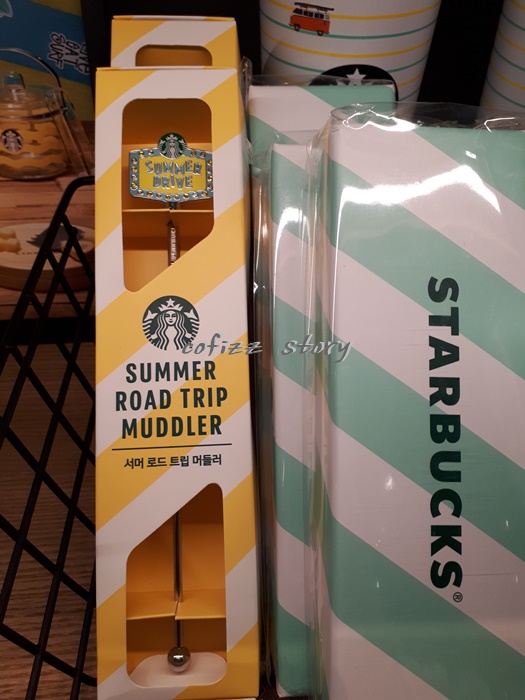 SUMMER
DRIVE
cofizz story
SUMMER
ROAD TRIP
MUDDLER
서머 로드 트립 머들러
STARBUCKS®